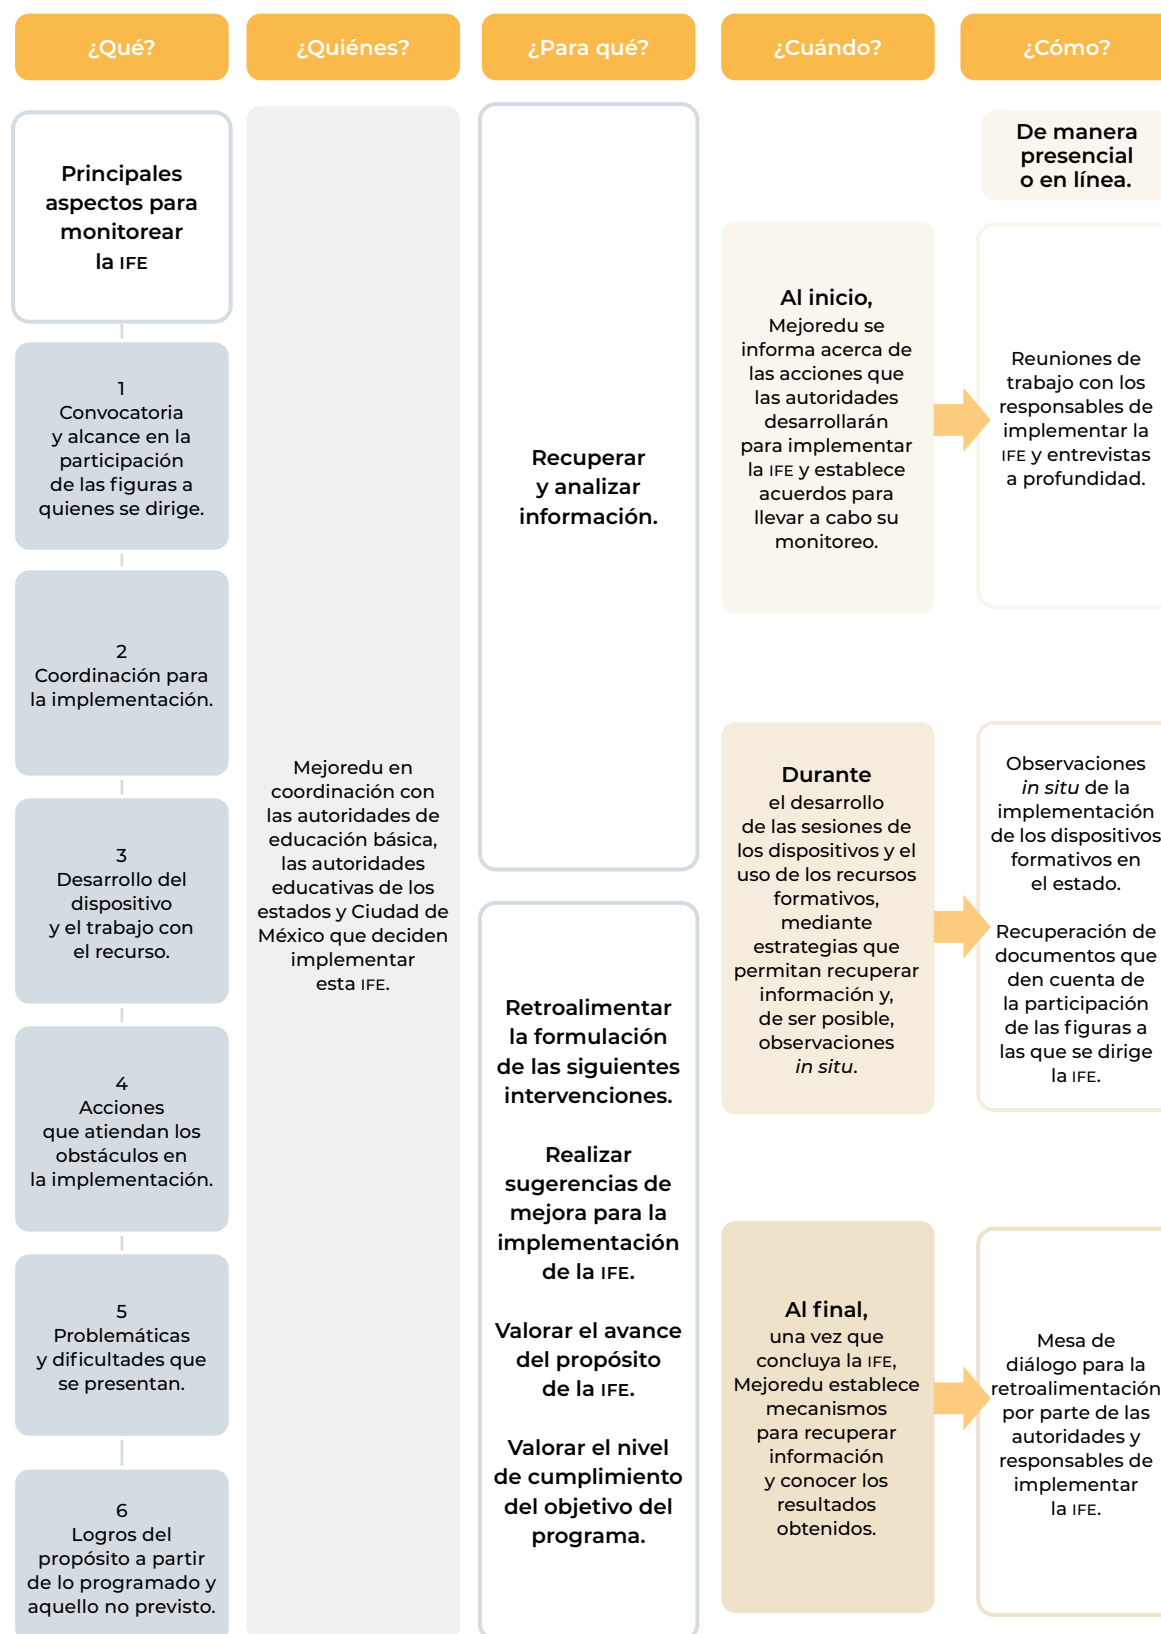 ¿Qué?
¿Quiénes?
¿Para qué?
¿Cuándo?
¿Cómo?
Principales
aspectos para
monitorear
la IFE
1
Convocatoria
y alcance en la
participación
de las figuras a
quienes se dirige.
2
Coordinación para
la implementación.
3
Desarrollo del
dispositivo
y el trabajo con
el recurso.
4
Acciones
que atiendan los
obstáculos en
la implementación.
5
Problemáticas
y dificultades que
se presentan.
6
Logros del
propósito a partir
de lo programado y
aquello no previsto.
Mejoredu en
coordinación con
las autoridades de
educación básica,
las autoridades
educativas de los
estados y Ciudad de
México que deciden
implementar
esta IFE.
Recuperar
y analizar
información.
Retroalimentar
la formulación
de las siguientes
intervenciones.
Realizar
sugerencias de
mejora para la
implementación
de la IFE.
Valorar el avance
del propósito
de la IFE.
Valorar el nivel
de cumplimiento
del objetivo del
programa.
Al inicio,
Mejoredu se
informa acerca de
las acciones que
las autoridades
desarrollarán
para implementar
la IFE y establece
acuerdos para
llevar a cabo su
monitoreo.
Durante
el desarrollo
de las sesiones de
los dispositivos y el
uso de los recursos
formativos,
mediante
estrategias que
permitan recuperar
información y,
de ser posible,
observaciones
in situ.
Al final,
una vez que
concluya la IFE,
Mejoredu establece
mecanismos
para recuperar
información
y conocer los
resultados
obtenidos.
De manera
presencial
o en línea.
Reuniones de
trabajo con los
responsables de
implementar la
IFE y entrevistas
a profundidad.
Observaciones
in situ de la
implementación
de los dispositivos
formativos en
el estado.
Recuperación de
documentos que
den cuenta de
la participación
de las figuras a
las que se dirige
la IFE.
Mesa de
diálogo para la
retroalimentación
por parte de las
autoridades y
responsables de
implementar
la IFE.